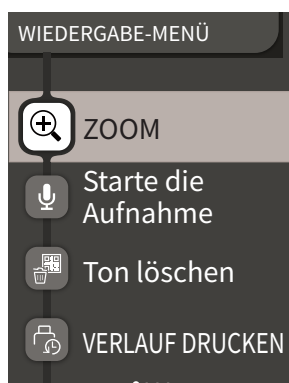 WIEDERGABE-MENÜ
ZOOM
Starte die
Aufnahme
Ton löschen
VERLAUF DRUCKEN